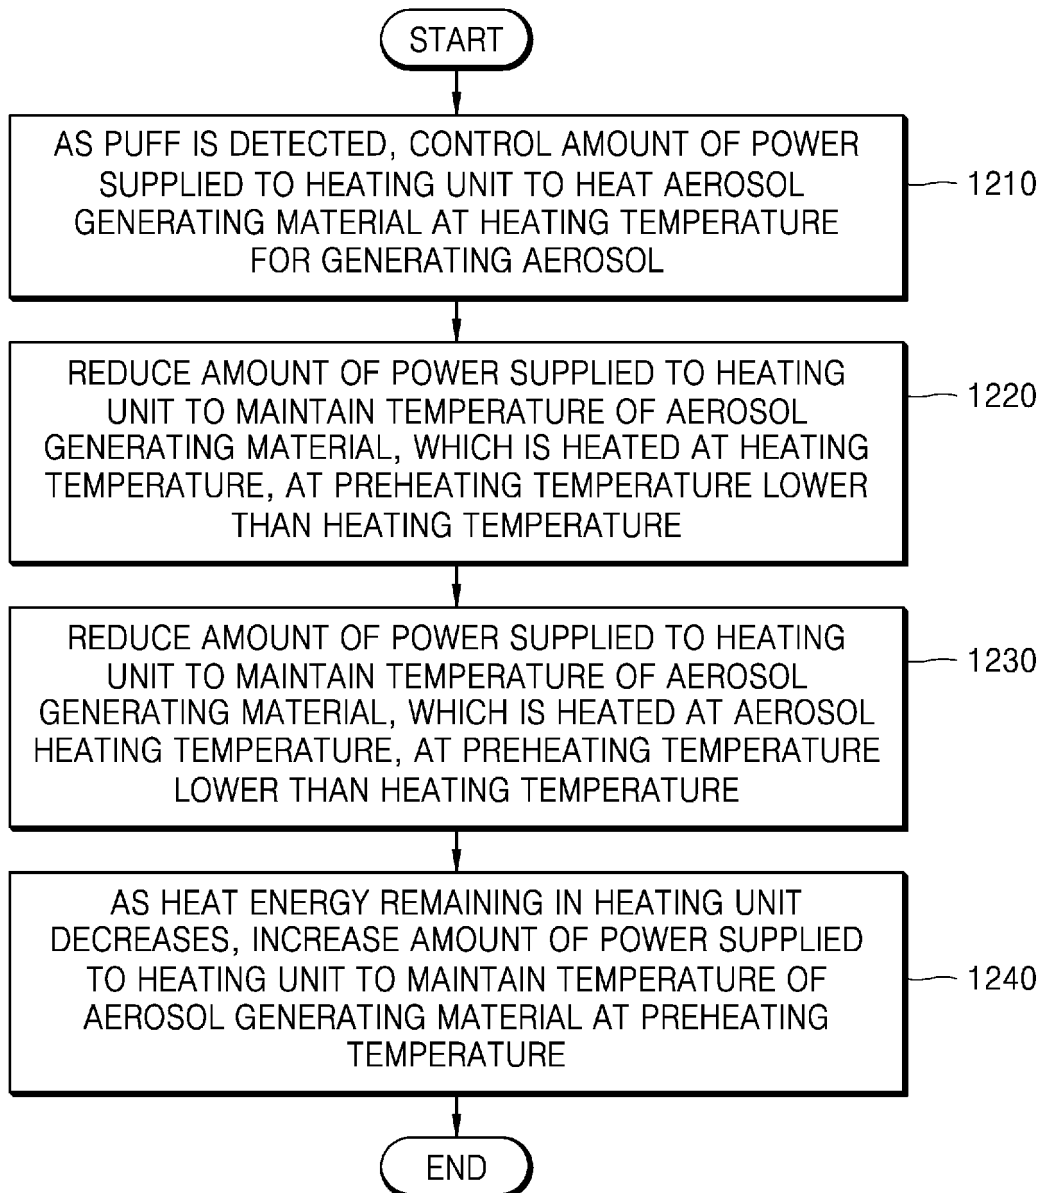 START
AS PUFF IS DETECTED, CONTROL AMOUNT OF POWER
SUPPLIED TO HEATING UNIT TO HEAT AEROSOL
GENERATING MATERIAL AT HEATING TEMPERATURE
FOR GENERATING AEROSOL
1210
REDUCE AMOUNT OF POWER SUPPLIED TO HEATING
UNIT TO MAINTAIN TEMPERATURE OF AEROSOL
GENERATING MATERIAL, WHICH IS HEATED AT HEATING
TEMPERATURE, AT PREHEATING TEMPERATURE LOWER
THAN HEATING TEMPERATURE
1220
REDUCE AMOUNT OF POWER SUPPLIED TO HEATING
UNIT TO MAINTAIN TEMPERATURE OF AEROSOL
GENERATING MATERIAL, WHICH IS HEATED AT AEROSOL
HEATING TEMPERATURE, AT PREHEATING TEMPERATURE
LOWER THAN HEATING TEMPERATURE
1230
AS HEAT ENERGY REMAINING IN HEATING UNIT
DECREASES, INCREASE AMOUNT OF POWER SUPPLIED
TO HEATING UNIT TO MAINTAIN TEMPERATURE OF
AEROSOL GENERATING MATERIAL AT PREHEATING
TEMPERATURE
1240
END